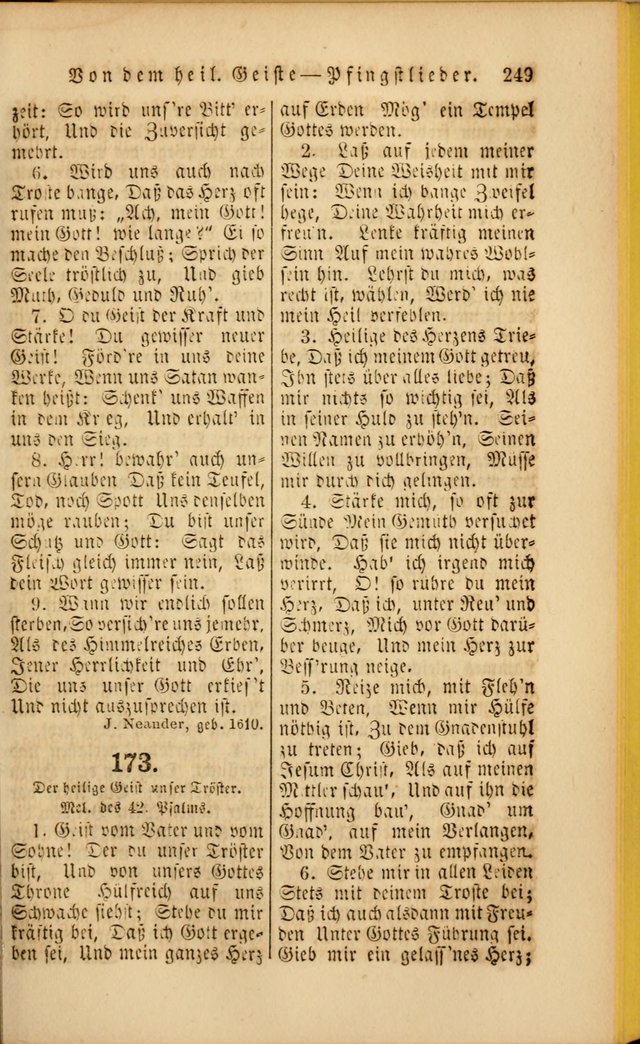 Von dem heil. Geiste—Pfingstlieder. 249
zeit: So wird uns're Bitt' er-
hört, Und die Zuversicht ge-
mehrt.
6. Wird uns auch nach
Troste bange, Daß das Herz oft
rufen muß: „Ach, mein Gott!
mein Gott! wie lange?“ Ei so
mache den Beschluß; Sprich der
Seele tröstlich zu, Und gieb
Muth, Geduld und Ruh'.
7. O du Geist der Kraft und
Stärke! Du gewisser neuer
Geist! Förd're in uns deine
Werke, Wenn uns Satan wan-
ken heißt: Schenk' uns Waffen
in dem Krieg, Und erhalt' in
uns den Sieg.
8. Herr! bewahr' auch un-
sern Glauben Daß kein Teufel,
Tod, noch Spott Uns denselben
möge rauben; Du bist unser
Schutz und Gott: Sagt das
Fleisch gleich immer nein, Laß
dein Wort gewisser sein.
9. Wann wir endlich sollen
sterben, So versich're uns je mehr,
Als des Himmelreiches Erben,
Jener Herrlichkeit und Ehr',
Die uns unser Gott erkies't
Und nicht auszusprechen ist.
J. Neander, geb. 1610.
173.
Der heilige Geist unser Tröster.
Mel. des 42. Psalms.
1. Geist vom Vater und vom
Sohne! Der du unser Tröster
bist, Und von unsers Gottes
Throne Hülfreich auf uns
Schwache siehst; Stehe du mir
kräftig bei, Daß ich Gott erge-
ben sei, Und mein ganzes Herz
auf Erden Mög' ein Tempel
Gottes werden.
2. Laß auf jedem meiner
Wege Deine Weisheit mit mir
sein: Wenn ich bange Zweifel
hege, Deine Wahrheit mich er-
freu'n. Lenke kräftig meinen
Sinn Auf mein wahres Wohl-
sein hin. Lehrst du mich, was
recht ist, wählen, Werd' ich nie
mein Heil verfehlen.
3. Heilige des Herzens Trie-
be, Daß ich meinem Gott getreu,
Ihn stets über alles liebe; Daß
mir nichts so wichtig sei, Als
in seiner Huld zu steh'n. Sei-
nen Namen zu erhöh'n, Seinen
Willen zu vollbringen, Müsse
mir durch dich gelingen.
4. Stärke mich, so oft zur
Sünde Mein Gemüth versuchet
wird, Daß sie mich nicht über-
winde. Hab' ich irgend mich
verirrt, O! so rühre du mein
Herz, Daß ich, unter Reu' und
Schmerz, Mich vor Gott darü-
ber beuge, Und mein Herz zur
Bess'rung neige.
5. Reize mich, mit Fleh'n
und Beten, Wenn mir Hülfe
nöthig ist, Zu dem Gnadenstuhl
zu treten; Gieb, daß ich auf
Jesum Christ, Als auf meinen
Mittler schau', Und auf ihn die
Hoffnung bau', Gnad' um
Gnad', auf mein Verlangen,
Von dem Vater zu empfangen.
6. Stehe mir in allen Leiden
Stets mit deinem Troste bei;
Daß ich auch alsdann mit Freu-
den Unter Gottes Führung sei.
Gieb mir ein gelass'nes Herz;